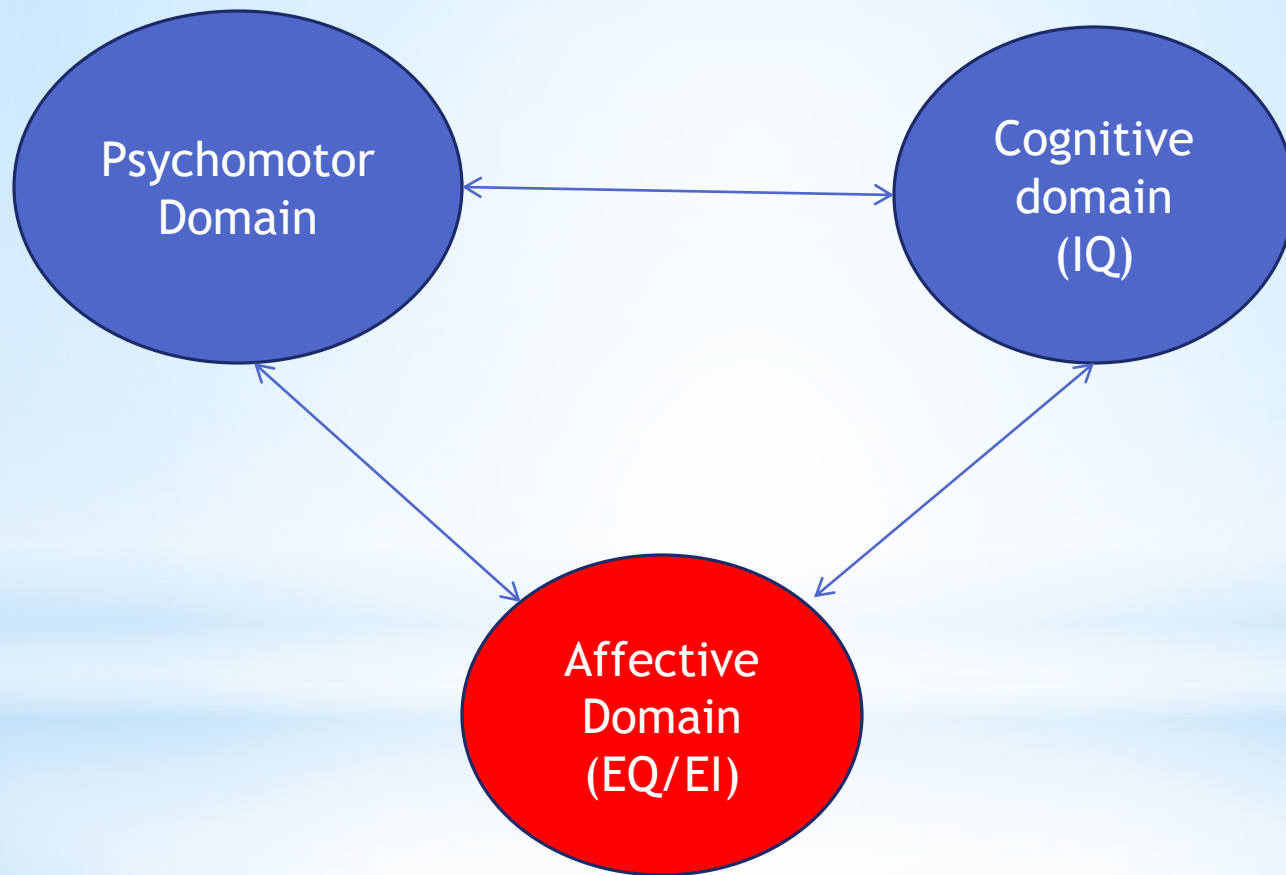 Psychomotor
Domain
Cognitive
domain
(IQ)
Affective
Domain
(EQ/EI)